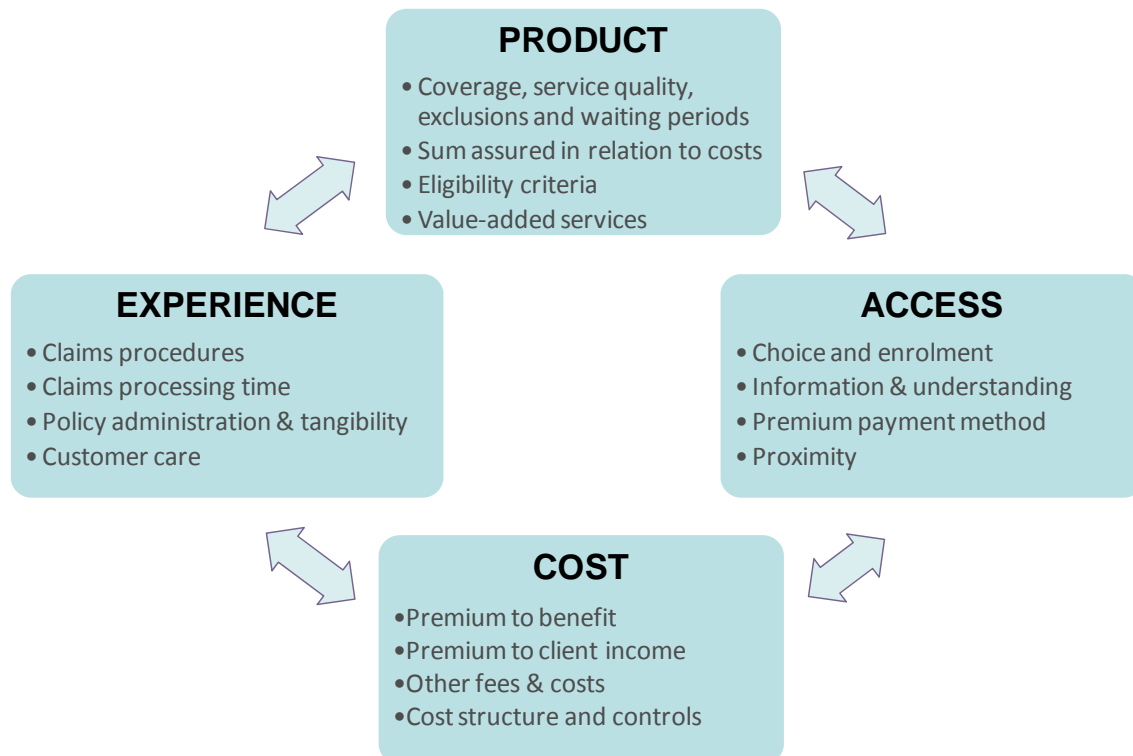 PRODUCT
• Coverage, service quality,
exclusions and waiting periods
• Sum assured in relation to costs
• Eligibility criteria
• Value-added services
EXPERIENCE
• Claims procedures
• Claims processing time
• Policy administration & tangibility
• Customer care
ACCESS
• Choice and enrolment
• Information & understanding
• Premium payment method
• Proximity
COST
•Premium to benefit
•Premium to client income
•Other fees & costs
•Cost structure and controls